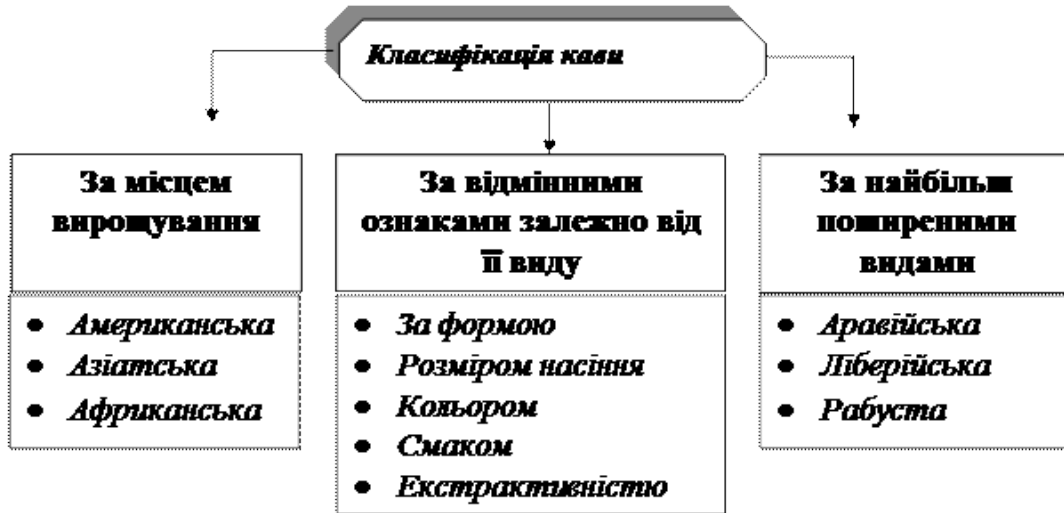 Класифікація кави
За місцем
вирощування
• Американська
• Азіатська
• Африканська
За відмінними
ознаками залежно від
її виду
• За формою
• Розміром насіння
• Кольором
• Смаком
• Екстрактивністю
За найбільш
поширеними
видами
• Аравійська
• Ліберійська
• Рабуста